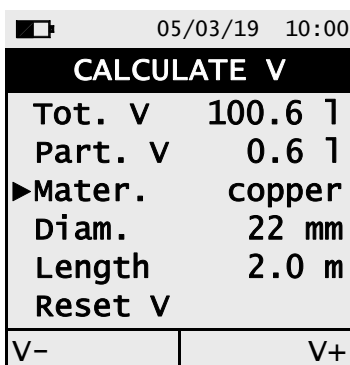 05/03/19 10:00
CALCULATE V
Tot. V 100.6 l
Part. V 0.6 l
►Mater. copper
Diam. 22 mm
Length 2.0 m
Reset V
V- V+